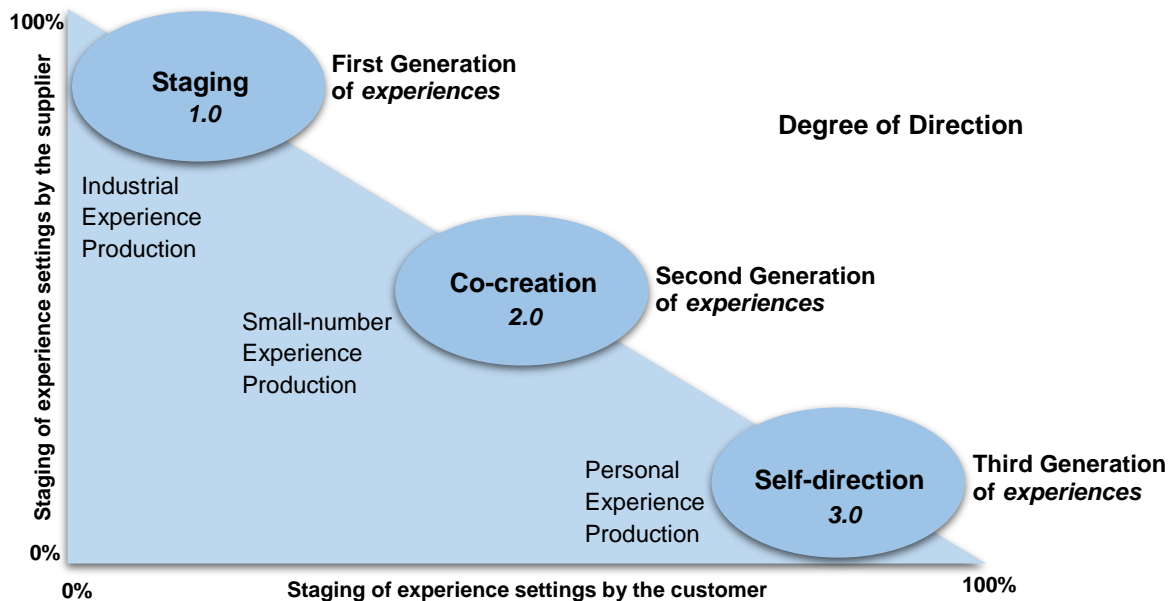 100%
Staging of experience settings by the supplier
Staging
1.0
First Generation
of experiences
Degree of Direction
Industrial
Experience
Production
Co-creation
2.0
Second Generation
of experiences
Small-number
Experience
Production
Self-direction
3.0
Third Generation
of experiences
Personal
Experience
Production
0%
0%
Staging of experience settings by the customer
100%